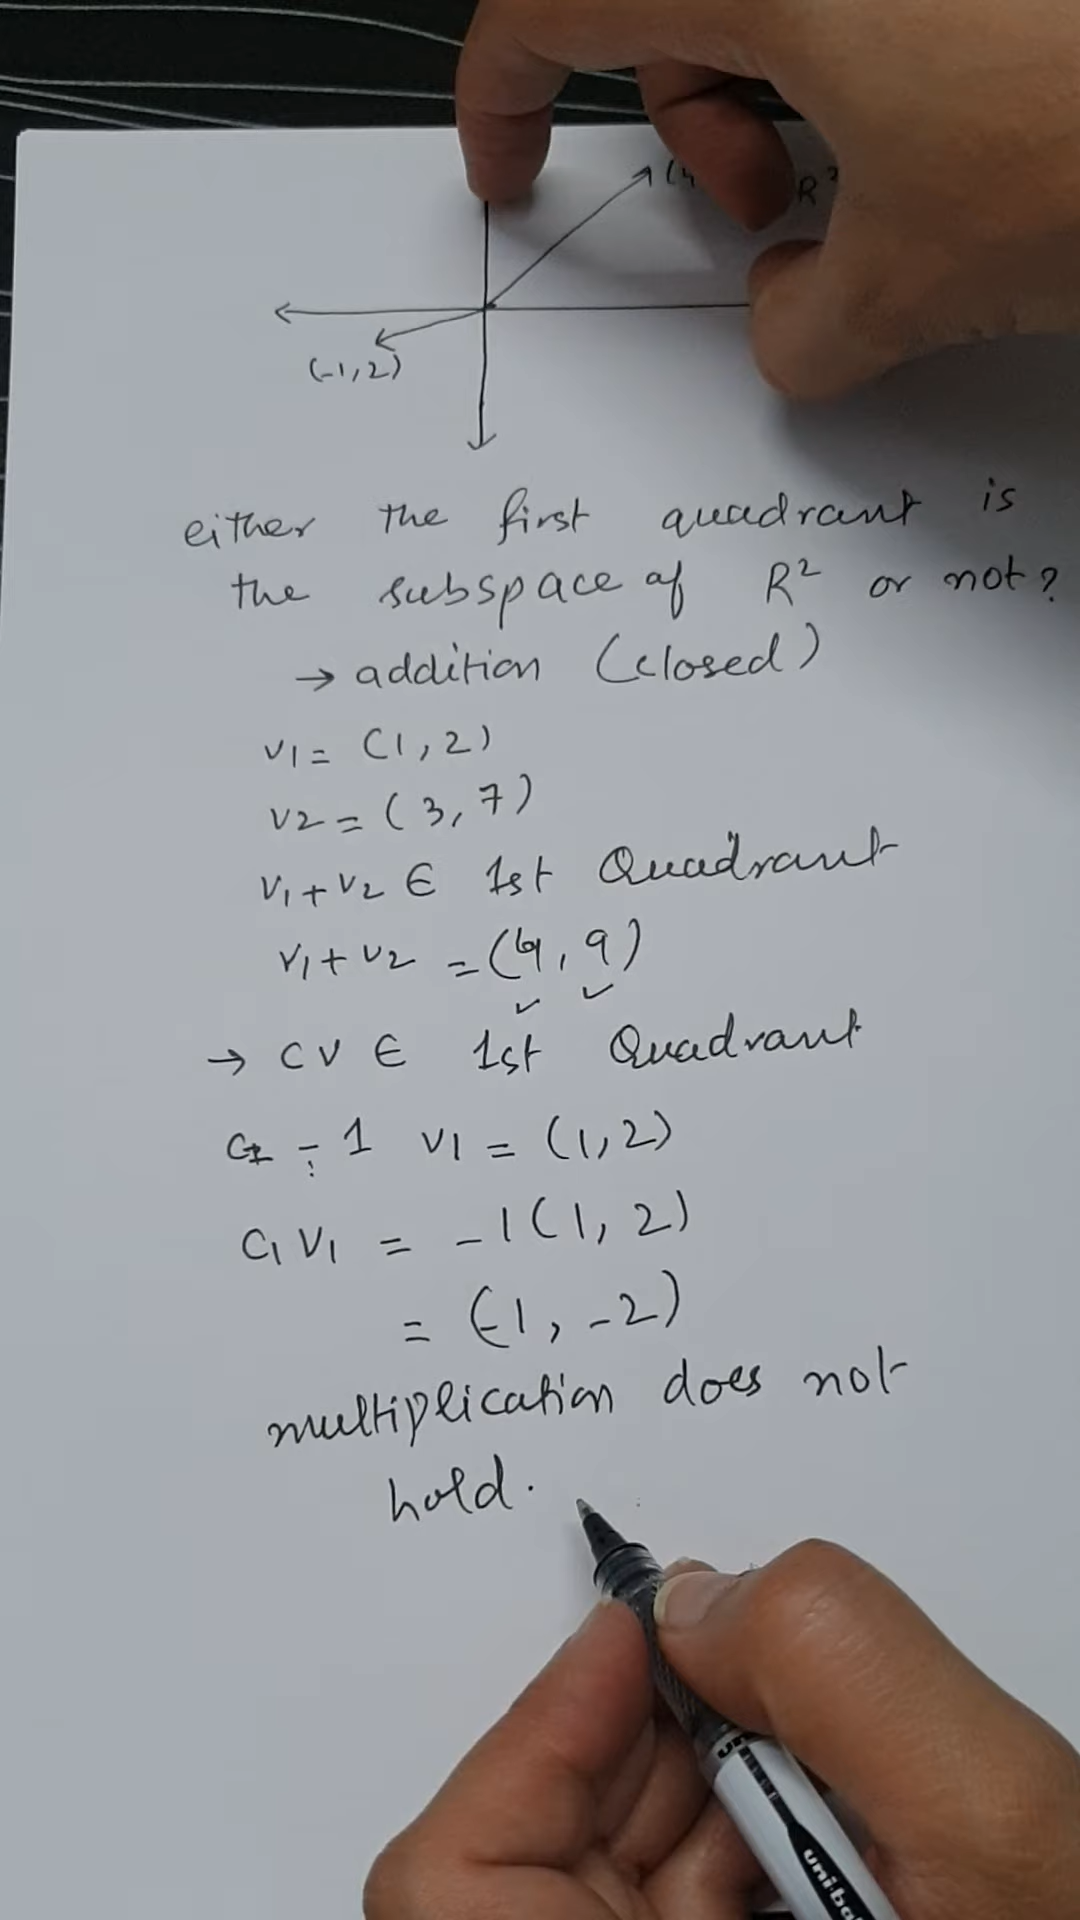 R²
(-1,2)
either the first quadrant is
the subspace of R² or not?
→ addition (closed)
v1 = (1,2)
v2 = (3,7)
v1+v2 ∈ 1st Quadrant
v1+v2 = (4,9)
→ cv ∈ 1st Quadrant
-1 v1 = (1,2)
c1 v1 = -1(1,2)
= (-1,-2)
multiplication does not
hold.